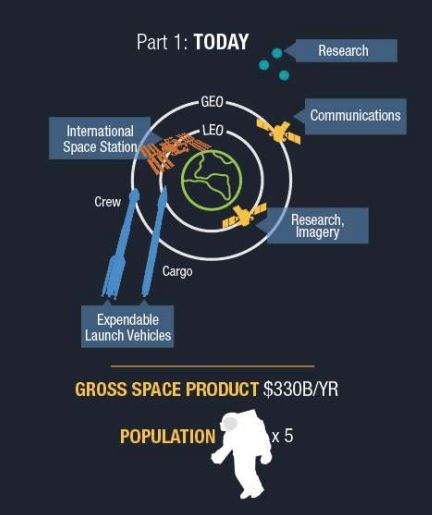 Part 1: TODAY
Research
GEO
Communications
LEO
International
Space Station
Crew
Research,
Imagery
Cargo
Expendable
Launch Vehicles
GROSS SPACE PRODUCT $330B/YR
POPULATION x 5